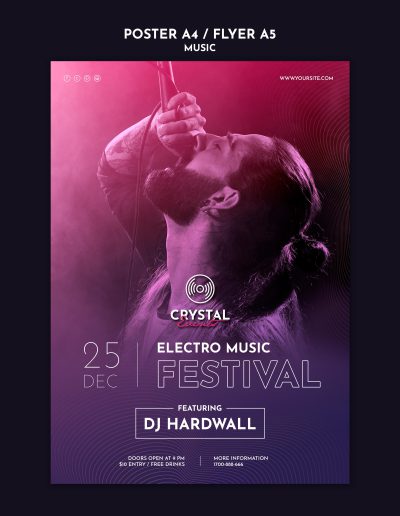 POSTER A4 / FLYER A5
MUSIC
WWW.YOURSITE.COM
CRYSTAL
Events
25
DEC
ELECTRO MUSIC
FESTIVAL
FEATURING
DJ HARDWALL
DOORS OPEN AT 9 PM
$10 ENTRY / FREE DRINKS
MORE INFORMATION
1700-888-666